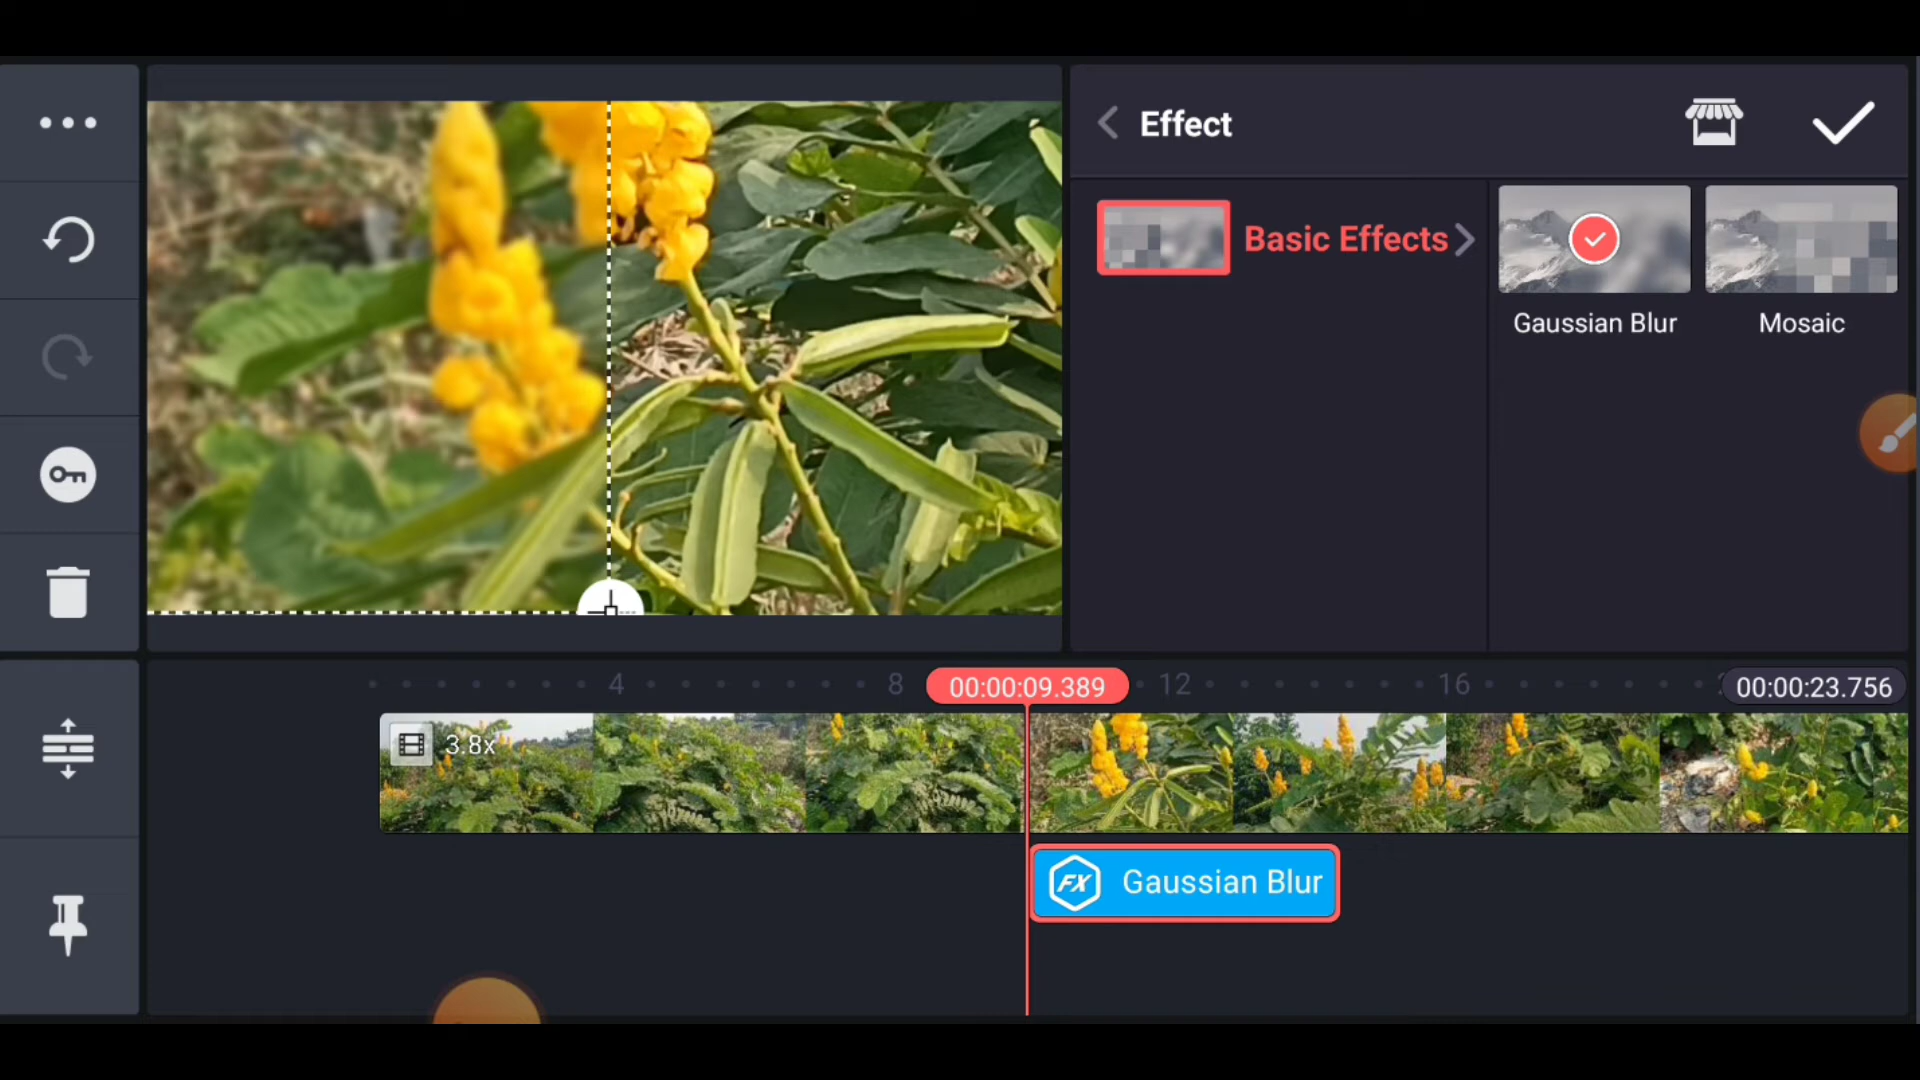 Effect
Basic Effects
Gaussian Blur
Mosaic
4
8
00:00:09.389
12
16
00:00:23.756
3.8x
FX
Gaussian Blur